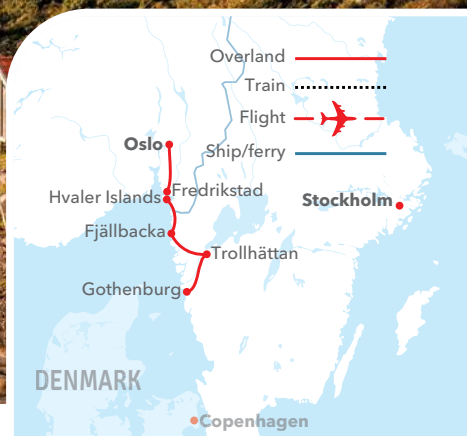 Overland
Train
Flight
Ship/ferry
Oslo
Fredrikstad
Hvaler Islands
Stockholm
Fjällbacka
Trollhättan
Gothenburg
DENMARK
Copenhagen